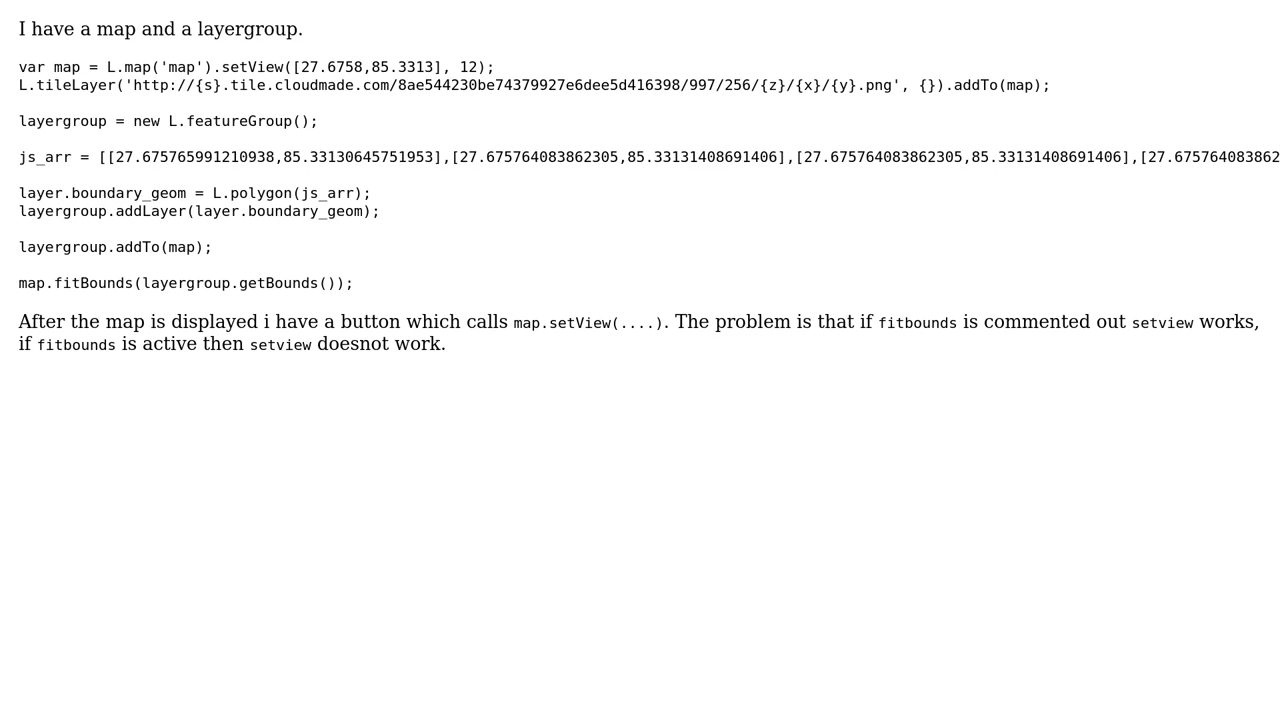 I have a map and a layergroup.
var map = L.map('map').setView([27.6758,85.3313], 12);
L.tileLayer('http://{s}.tile.cloudmade.com/8ae544230be74379927e6dee5d416398/997/256/{z}/{x}/{y}.png', {}).addTo(map);
layergroup = new L.featureGroup();
js_arr = [[27.675765991210938,85.33130645751953],[27.675764083862305,85.33131408691406],[27.675764083862305,85.33131408691406],[27.675764083862
layer.boundary_geom = L.polygon(js_arr);
layergroup.addLayer(layer.boundary_geom);
layergroup.addTo(map);
map.fitBounds(layergroup.getBounds());
After the map is displayed i have a button which calls map.setView(....). The problem is that if fitbounds is commented out setview works,
if fitbounds is active then setview doesnot work.